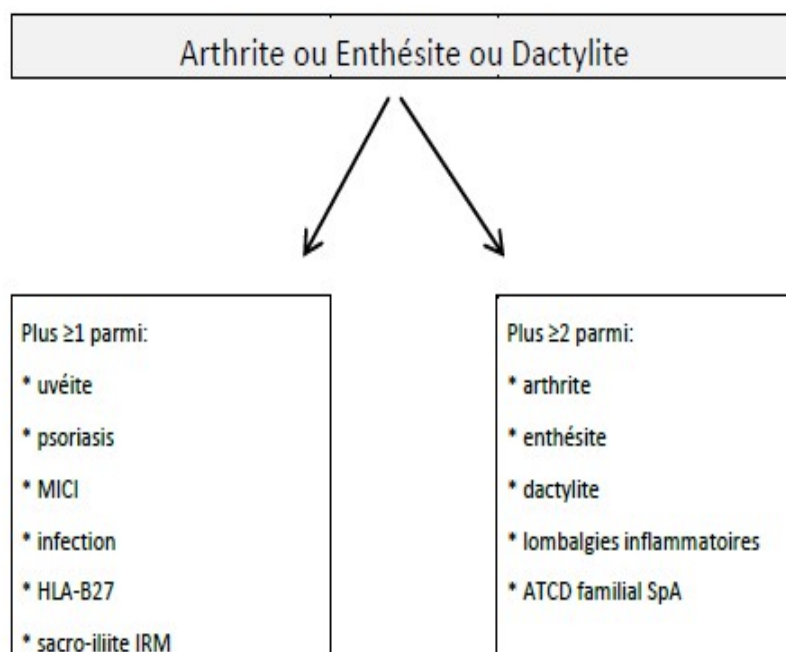 Arthrite ou Enthésite ou Dactylite
Plus ≥1 parmi:
* uvéite
* psoriasis
* MICI
* infection
* HLA-B27
* sacro-iliite IRM
Plus ≥2 parmi:
* arthrite
* enthésite
* dactylite
* lombalgies inflammatoires
* ATCD familial SpA